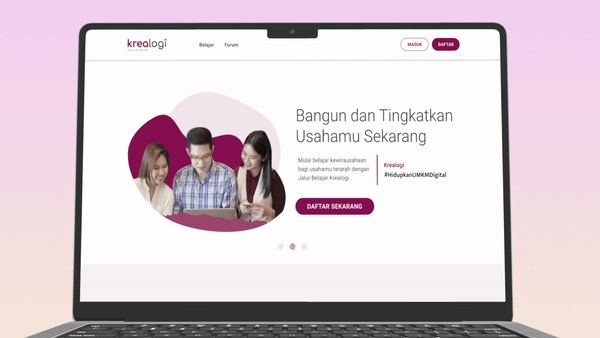 krealogi
Belajar
Forum
MASUK
DAFTAR
Bangun dan Tingkatkan
Usahamu Sekarang
Mulai belajar kewirausahaan
bagi usahamu terarah dengan
Jalur Belajar Krealogi.
Krealogi
#HidupkanUMKMDigital
DAFTAR SEKARANG